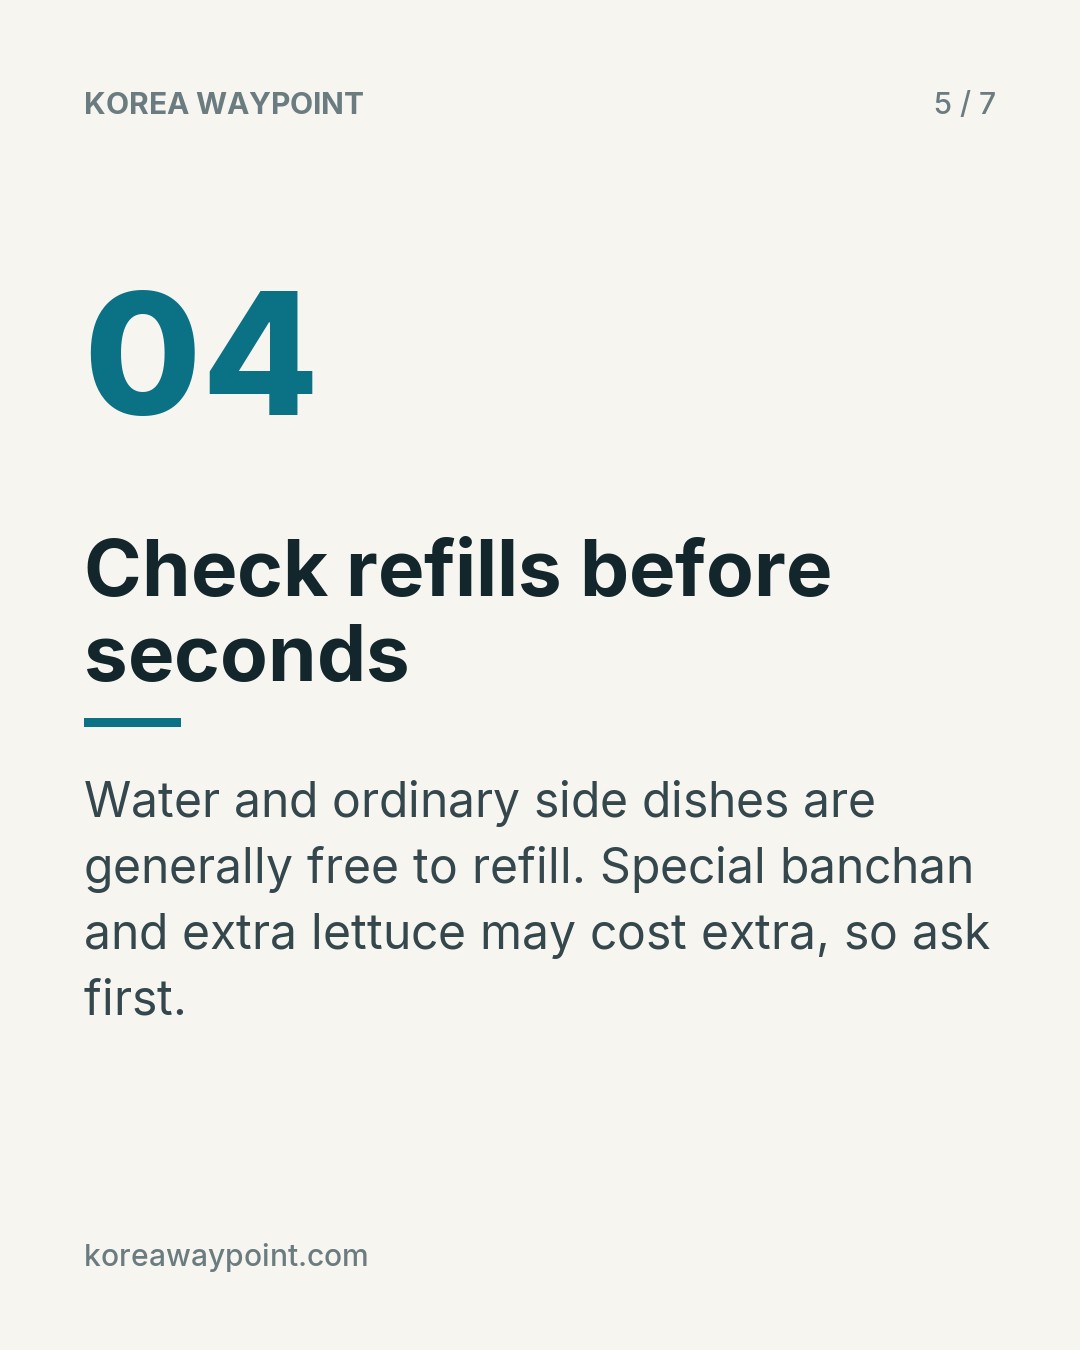 KOREA WAYPOINT
5 / 7
04
Check refills before
seconds
Water and ordinary side dishes are
generally free to refill. Special banchan
and extra lettuce may cost extra, so ask
first.
koreawaypoint.com